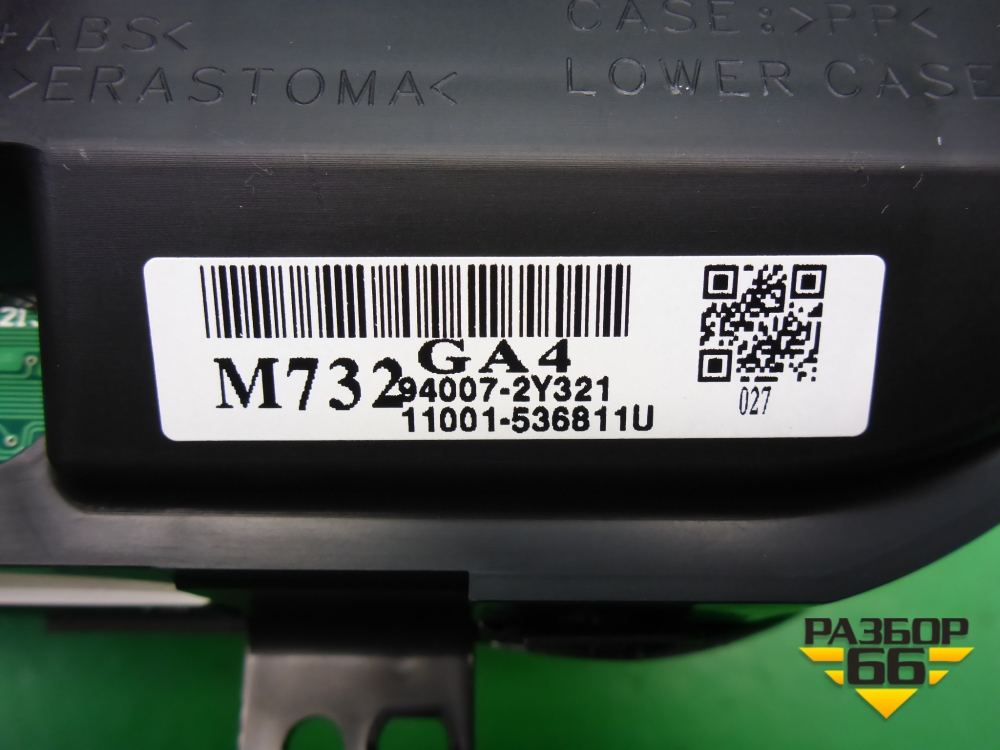 +ABS<
CASE:>PP<
>ERASTOMA<
LOWER CASE
GA4
M732
94007-2Y321
11001-536811U
027
РАЗБОР
66